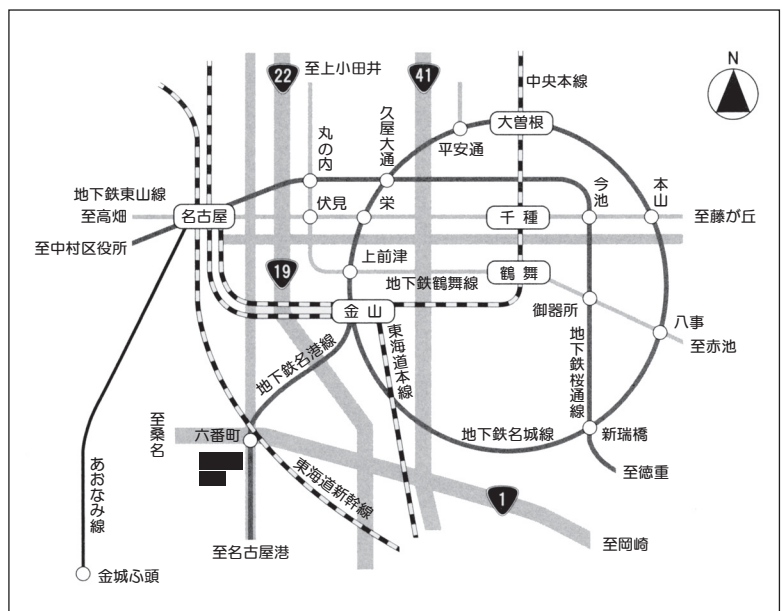 N
22
至上小田井
41
中央本線
丸の内
久屋大通
平安通
大曽根
地下鉄東山線
至高畑
名古屋
伏見
栄
千種
今池
本山
至藤が丘
至中村区役所
19
上前津
地下鉄鶴舞線
鶴舞
金山
御器所
八事
至赤池
地下鉄名港線
東海道本線
地下鉄桜通線
至桑名
六番町
地下鉄名城線
新瑞橋
あおなみ線
東海道新幹線
1
至徳重
至名古屋港
至岡崎
金城ふ頭